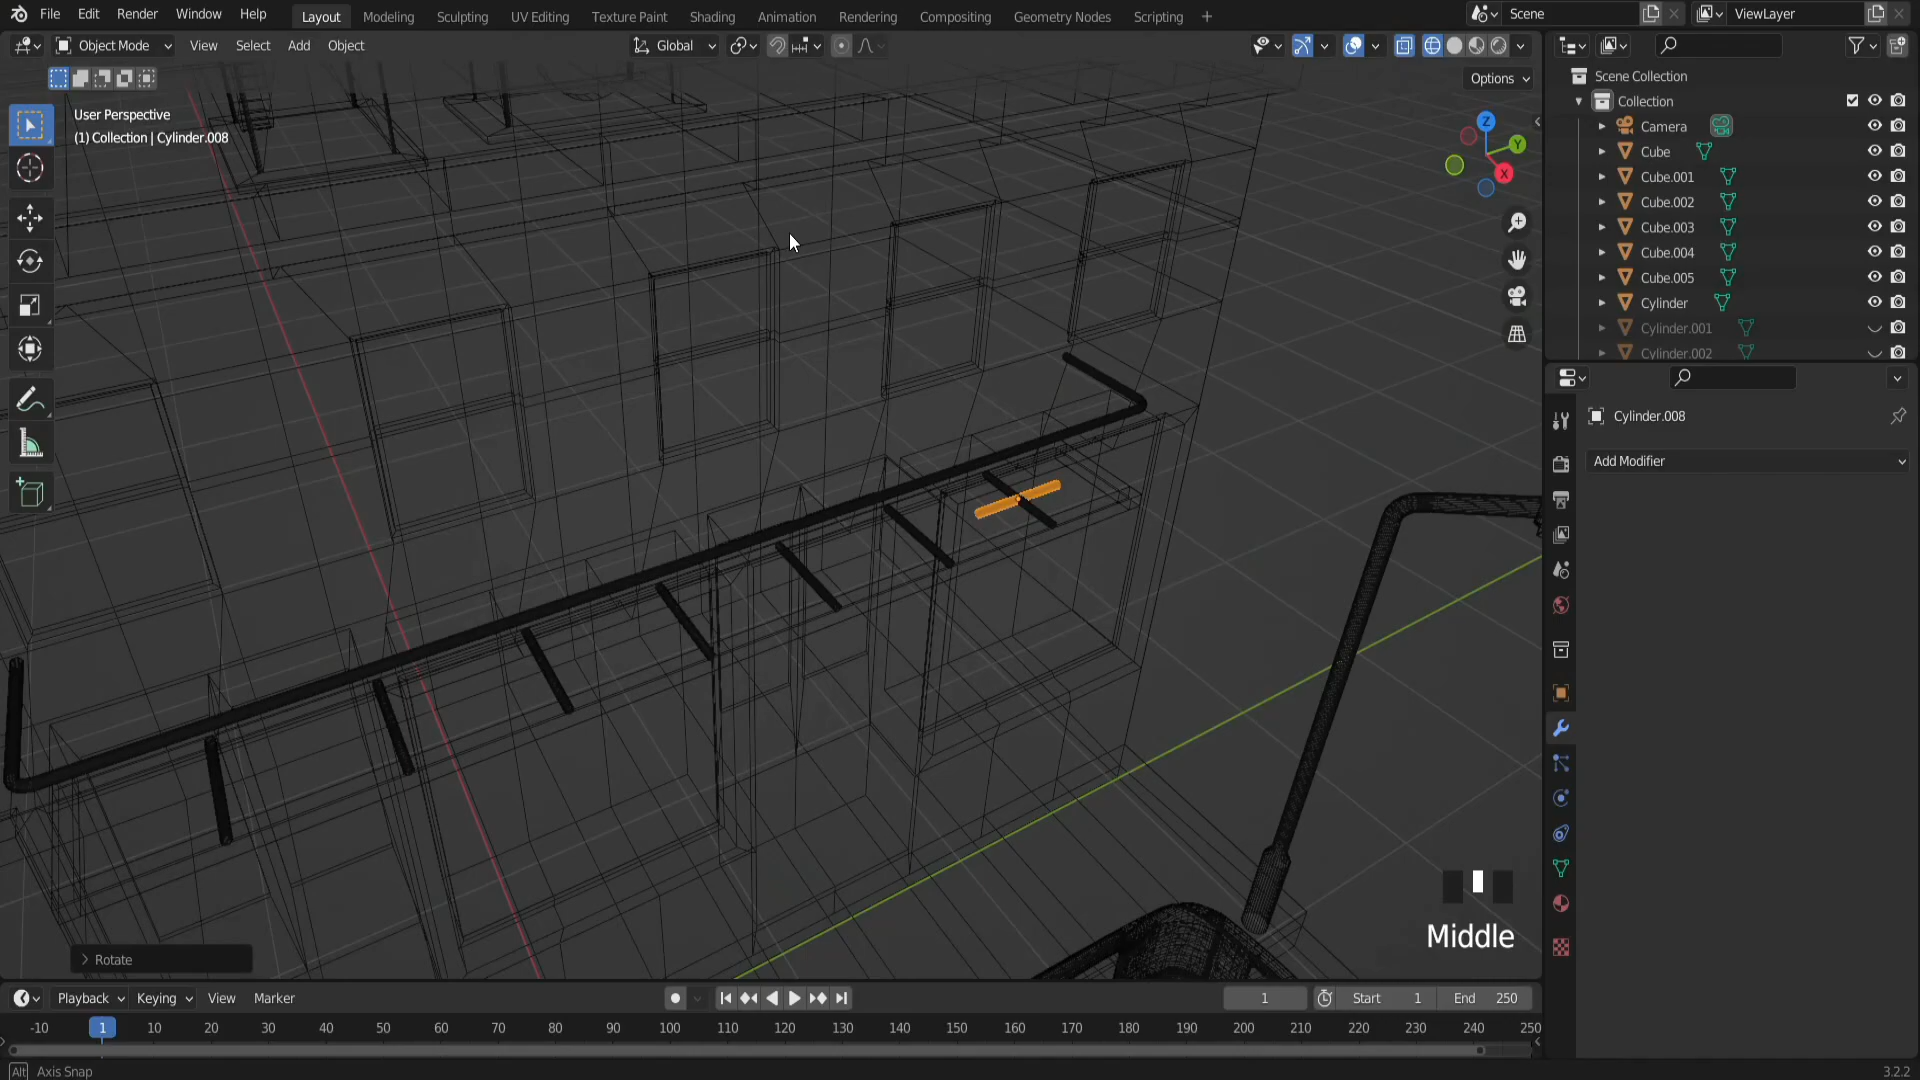 File Edit Render Window Help Layout Modeling Sculpting UV Editing Texture Paint Shading Animation Rendering Compositing Geometry Nodes Scripting + Scene ViewLayer
Object Mode View Select Add Object Global
Options
User Perspective
(1) Collection | Cylinder.008
Z
Y
X
Scene Collection
Collection
Camera
Cube
Cube.001
Cube.002
Cube.003
Cube.004
Cube.005
Cylinder
Cylinder.001
Cylinder.002
Cylinder.008
Add Modifier
Middle
Rotate
Playback Keying View Marker 1 Start 1 End 250
-10 1 10 20 30 40 50 60 70 80 90 100 110 120 130 140 150 160 170 180 190 200 210 220 230 240 250
Alt Axis Snap 3.2.2